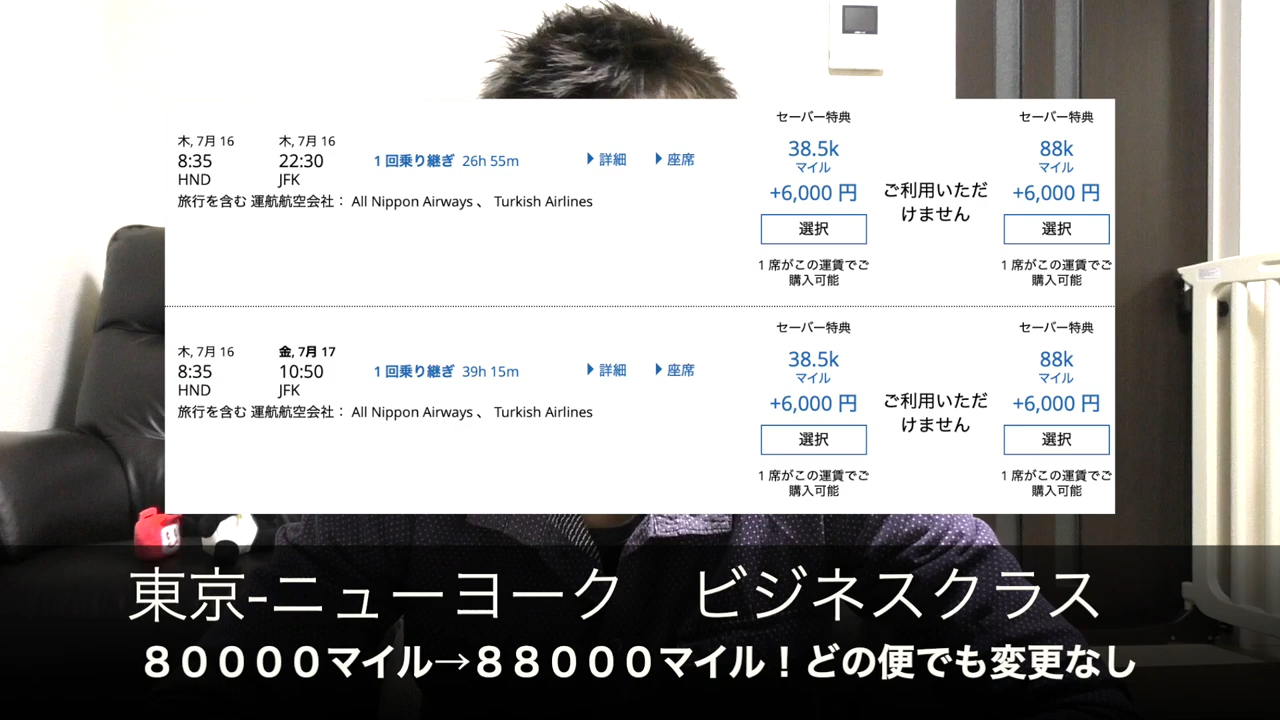 セーバー特典
セーバー特典
木, 7月 16
木, 7月 16
8:35
22:30
1 回乗り継ぎ 26h 55m
詳細
座席
38.5k
マイル
88k
マイル
HND
JFK
+6,000 円
ご利用いただけません
+6,000 円
旅行を含む 運航航空会社： All Nippon Airways 、 Turkish Airlines
選択
選択
1 席がこの運賃でご
購入可能
1 席がこの運賃でご
購入可能
セーバー特典
セーバー特典
木, 7月 16
金, 7月 17
8:35
10:50
1 回乗り継ぎ 39h 15m
詳細
座席
38.5k
マイル
88k
マイル
HND
JFK
+6,000 円
ご利用いただ
けません
+6,000 円
旅行を含む 運航航空会社： All Nippon Airways 、 Turkish Airlines
選択
選択
1 席がこの運賃でご
購入可能
1 席がこの運賃でご
購入可能
東京-ニューヨーク　ビジネスクラス
８００００マイル→８８０００マイル！どの便でも変更なし